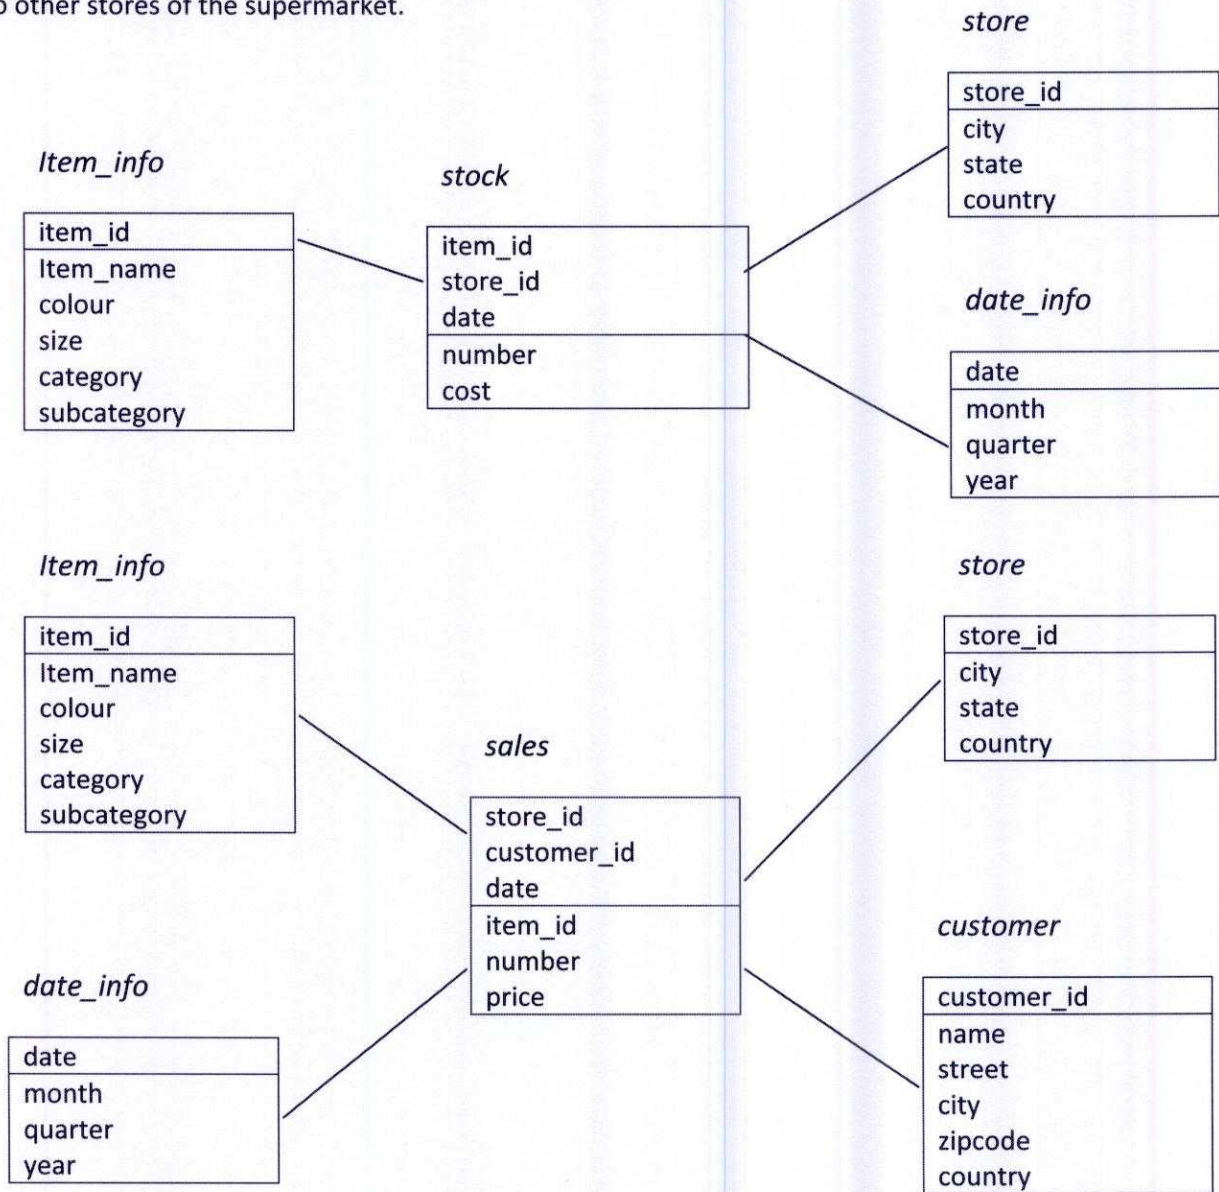 other stores of the supermarket.
store
store_id
city
state
country
Item_info
item_id
Item_name
colour
size
category
subcategory
stock
item_id
store_id
date
number
cost
date_info
date
month
quarter
year
Item_info
item_id
Item_name
colour
size
category
subcategory
store
store_id
city
state
country
sales
store_id
customer_id
date
item_id
number
price
date_info
date
month
quarter
year
customer
customer_id
name
street
city
zipcode
country